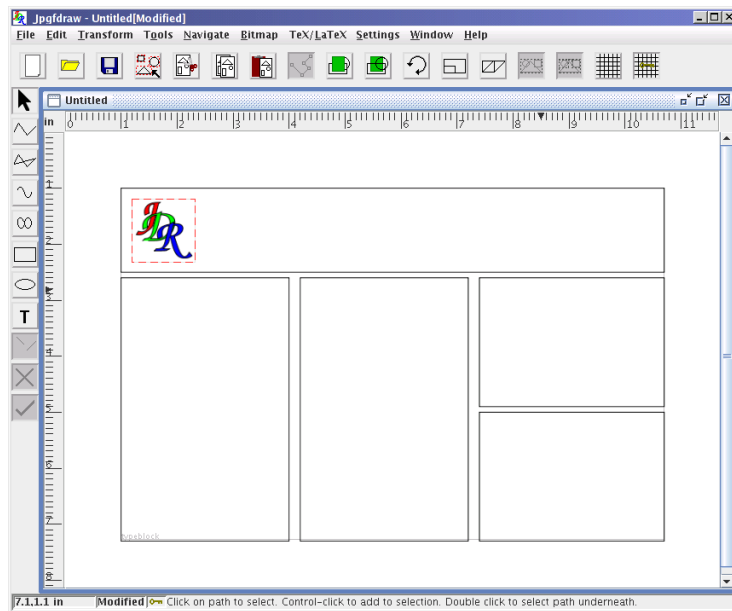 Jpgfdraw - Untitled[Modified]
File Edit Transform Tools Navigate Bitmap TeX/LaTeX Settings Window Help
Untitled
in 0 1 2 3 4 5 6 7 8 9 10 11
1
JDR
2
3
4
T
5
6
7
typeblock
8
7.1,1.1 in Modified Click on path to select. Control-click to add to selection. Double click to select path underneath.